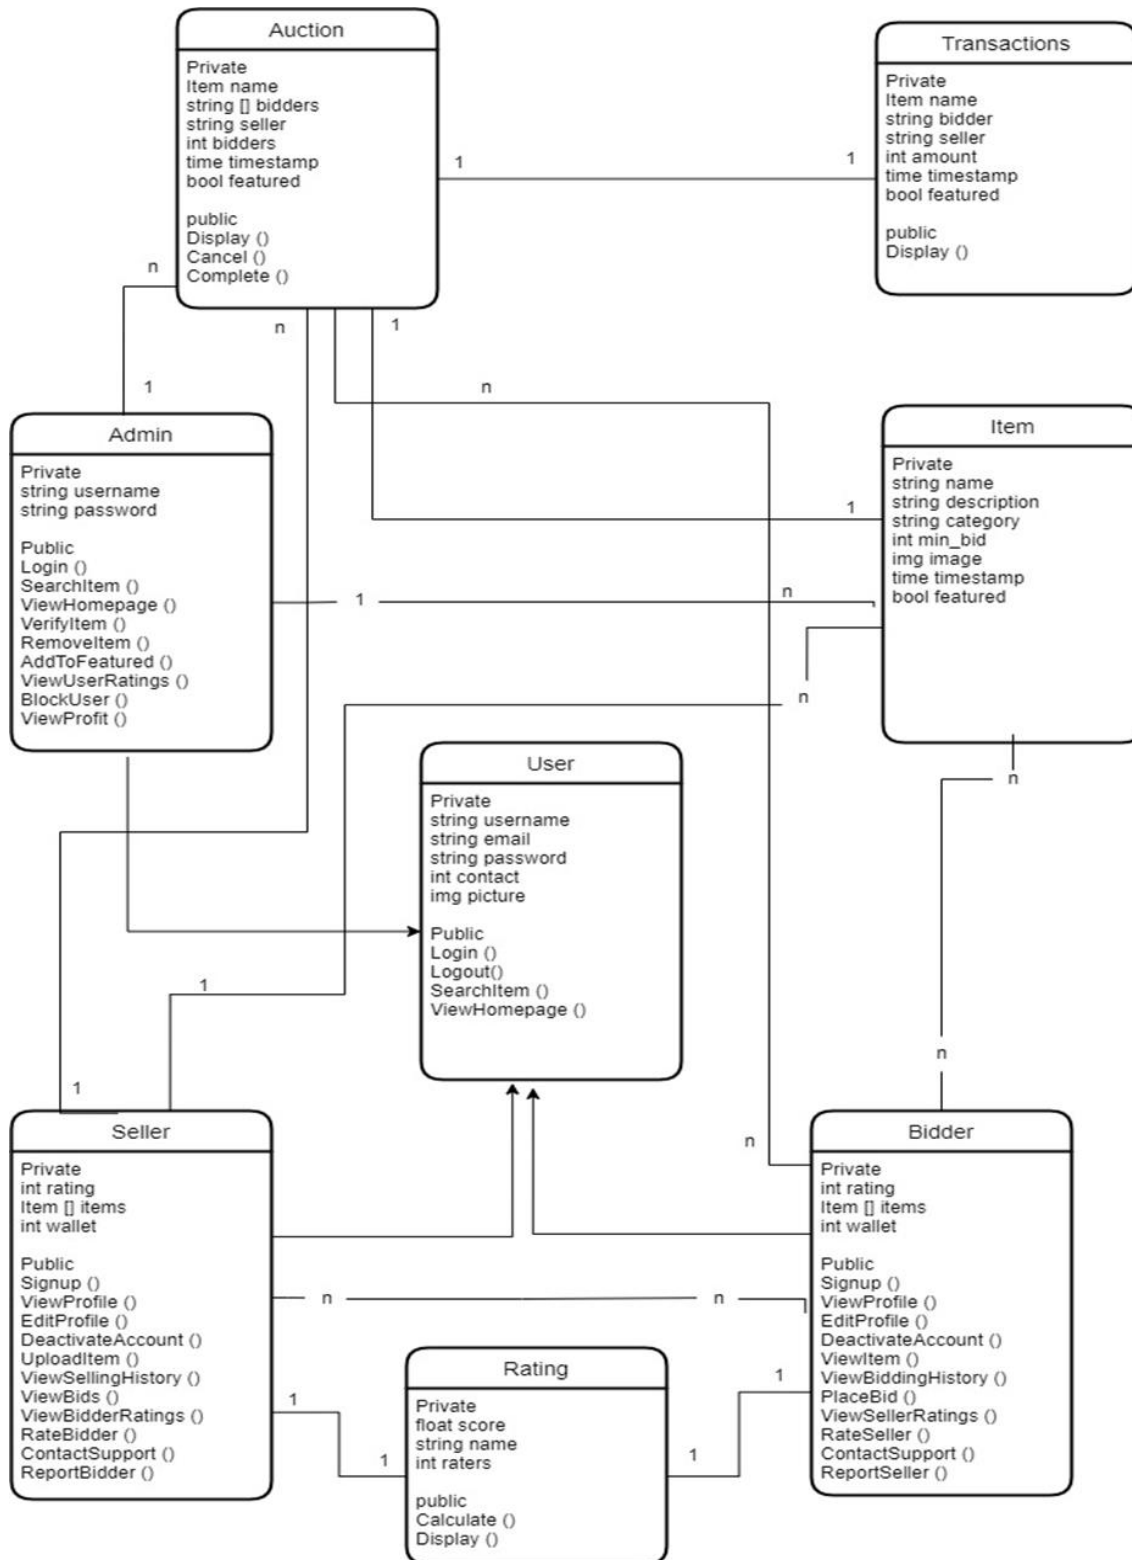 Auction
Private
Item name
string [] bidders
string seller
int bidders
time timestamp
bool featured
public
Display ()
Cancel ()
Complete ()
Transactions
Private
Item name
string bidder
string seller
int amount
time timestamp
bool featured
public
Display ()
1
1
n
n
1
n
1
Admin
Private
string username
string password
Public
Login ()
SearchItem ()
ViewHomepage ()
VerifyItem ()
RemoveItem ()
AddToFeatured ()
ViewUserRatings ()
BlockUser ()
ViewProfit ()
Item
Private
string name
string description
string category
int min_bid
img image
time timestamp
bool featured
1
1
n
n
n
User
Private
string username
string email
string password
int contact
img picture
Public
Login ()
Logout()
SearchItem ()
ViewHomepage ()
1
n
1
n
Seller
Private
int rating
Item [] items
int wallet
Public
Signup ()
ViewProfile ()
EditProfile ()
DeactivateAccount ()
UploadItem ()
ViewSellingHistory ()
ViewBids ()
ViewBidderRatings ()
RateBidder ()
ContactSupport ()
ReportBidder ()
Bidder
Private
int rating
Item [] items
int wallet
Public
Signup ()
ViewProfile ()
EditProfile ()
DeactivateAccount ()
ViewItem ()
ViewBiddingHistory ()
PlaceBid ()
ViewSellerRatings ()
RateSeller ()
ContactSupport ()
ReportSeller ()
n
n
1
1
1
1
Rating
Private
float score
string name
int raters
public
Calculate ()
Display ()